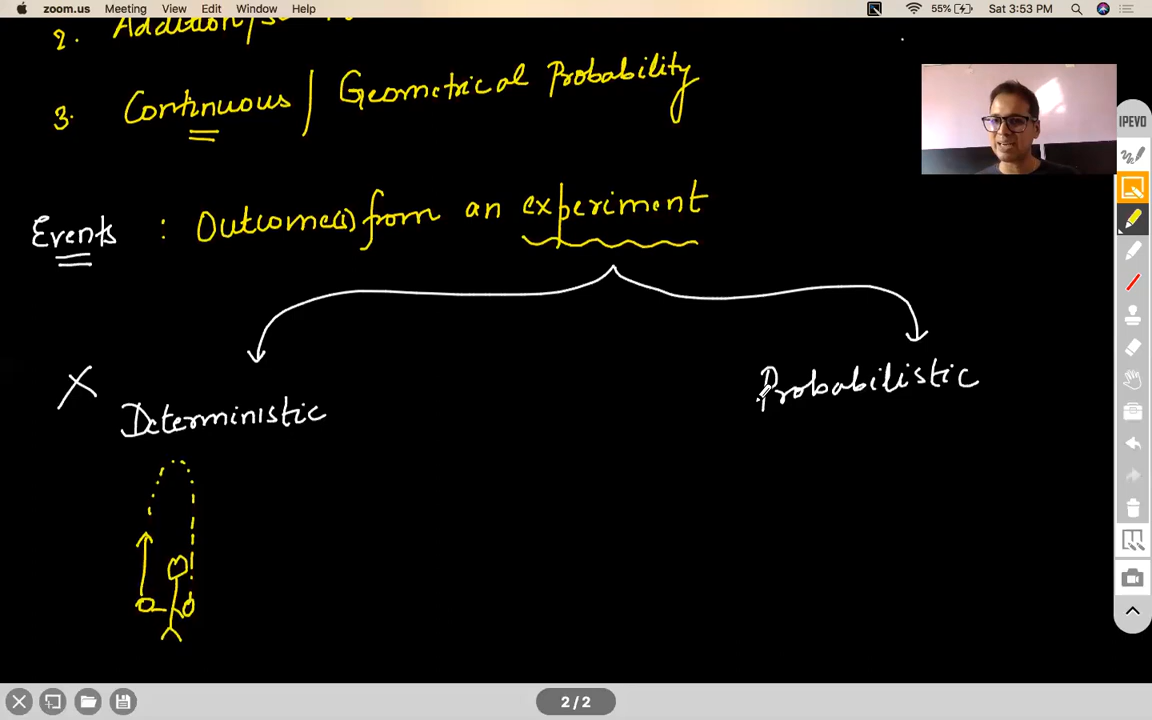 zoom.us Meeting View Edit Window Help 55% Sat 3:53 PM
2. Addition/
3. Continuous / Geometrical Probability
IPEVO
Events : Outcome(s) from an experiment
X Deterministic Probabilistic
2 / 2